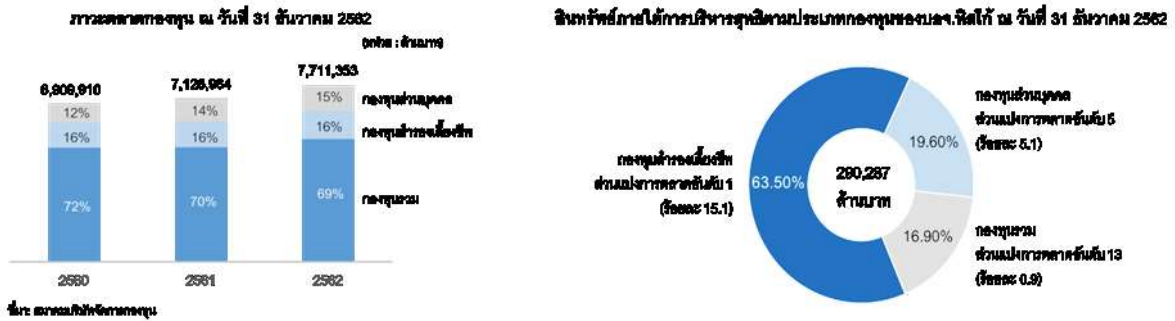 ภาวะตลาดกองทุน ณ วันที่ 31 ธันวาคม 2562
(หน่วย : ล้านบาท)
6,909,910
7,126,954
7,711,353
12%
14%
15%
กองทุนส่วนบุคคล
16%
16%
16%
กองทุนสำรองเลี้ยงชีพ
72%
70%
69%
กองทุนรวม
2560
2561
2562
ที่มา: สมาคมบริษัทจัดการลงทุน
สินทรัพย์ภายใต้การบริหารสุทธิตามประเภทกองทุนของบลจ.ทิสโก้ ณ วันที่ 31 ธันวาคม 2562
กองทุนสำรองเลี้ยงชีพ
ส่วนแบ่งการตลาดอันดับ 1
(ร้อยละ 15.1)
63.50%
290,287
ล้านบาท
19.60%
กองทุนส่วนบุคคล
ส่วนแบ่งการตลาดอันดับ 5
(ร้อยละ 5.1)
16.90%
กองทุนรวม
ส่วนแบ่งการตลาดอันดับ 13
(ร้อยละ 0.9)